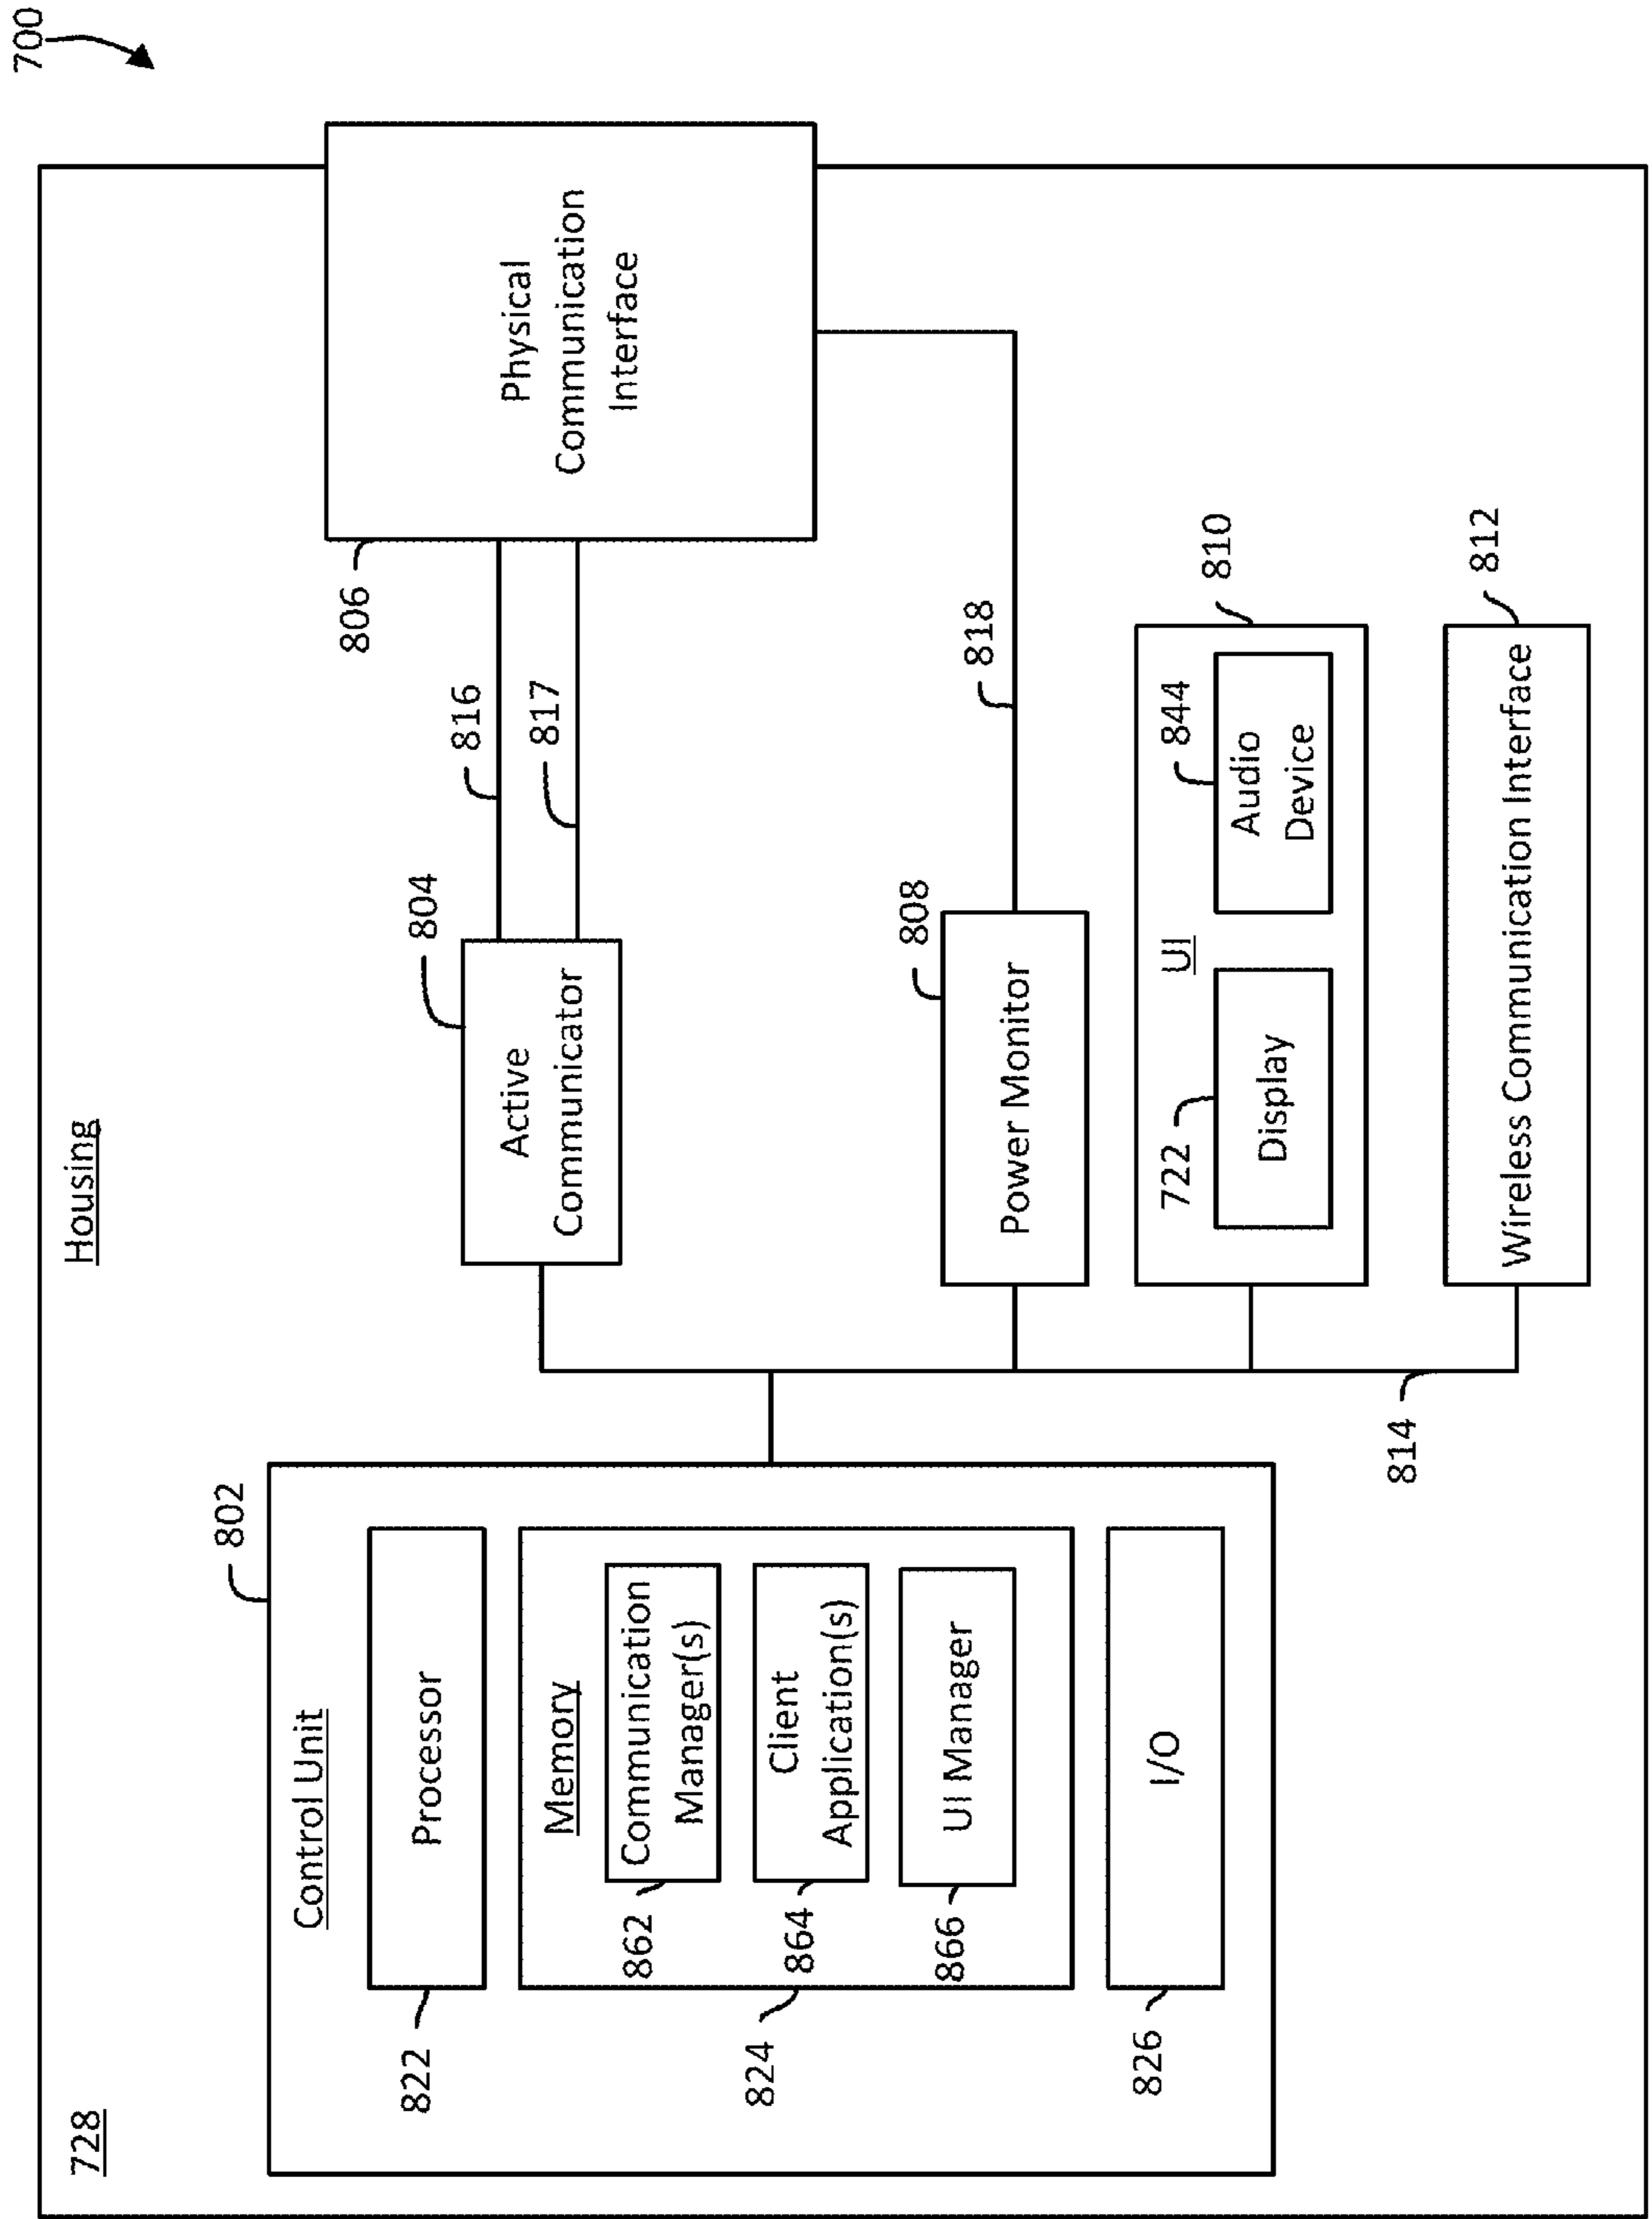 700
728
Housing
802
Control Unit
822
Processor
824
Memory
862
Communication
Manager(s)
864
Client
Application(s)
866
UI Manager
826
I/O
804
Active
Communicator
816
817
806
Physical
Communication
Interface
808
Power Monitor
818
810
UI
722
Display
844
Audio
Device
812
Wireless Communication Interface
814